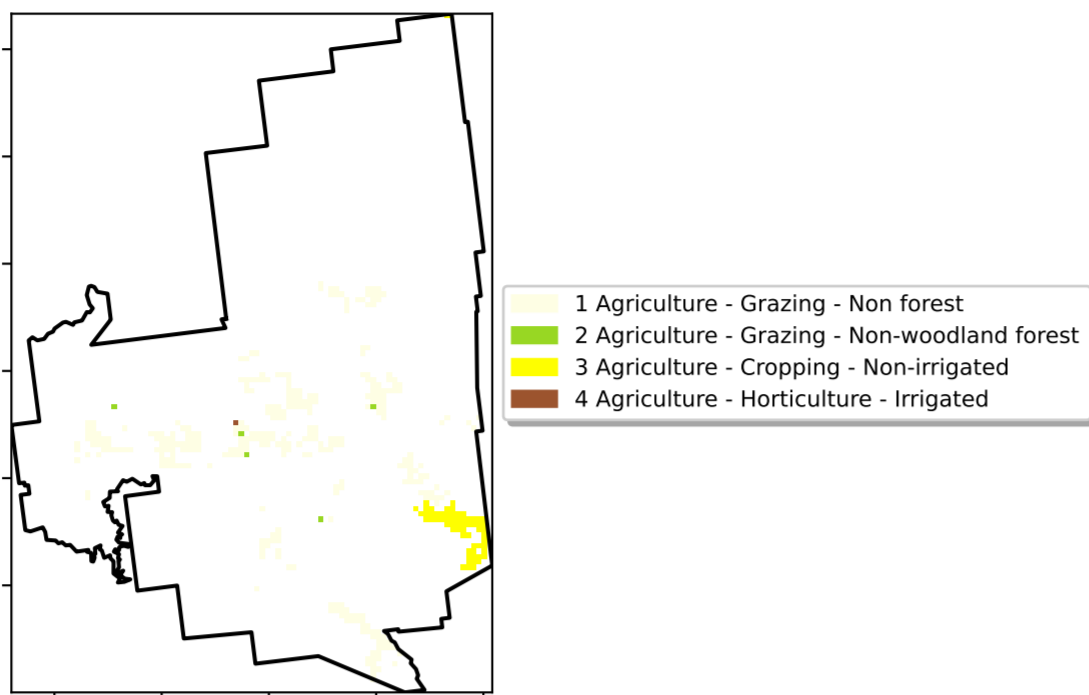 1 Agriculture - Grazing - Non forest
2 Agriculture - Grazing - Non-woodland forest
3 Agriculture - Cropping - Non-irrigated
4 Agriculture - Horticulture - Irrigated